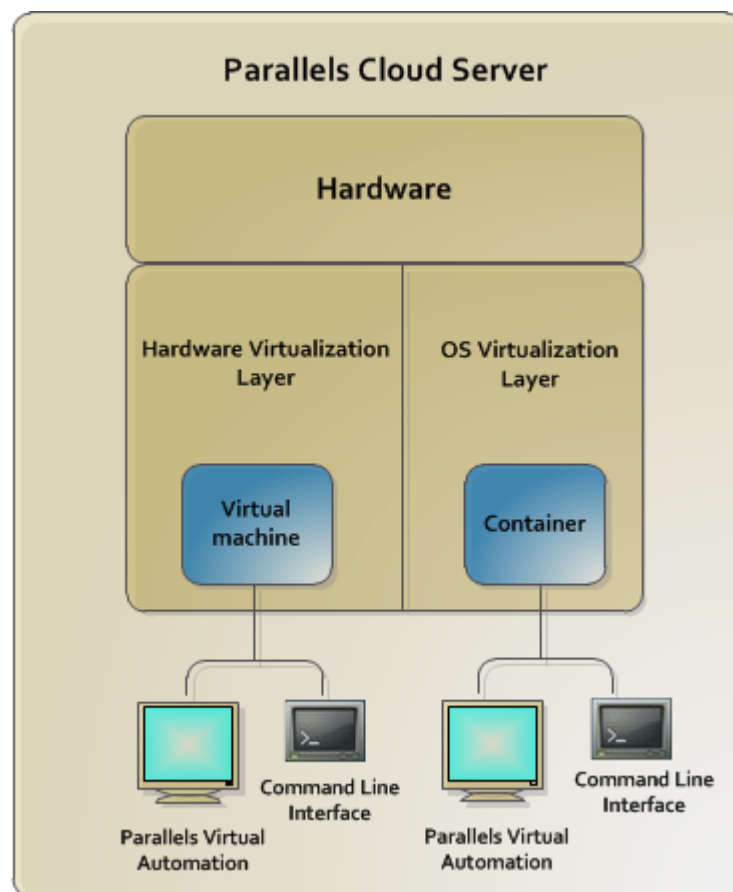 Parallels Cloud Server
Hardware
Hardware Virtualization
Layer
OS Virtualization
Layer
Virtual
machine
Container
>_
Command Line
Interface
Parallels Virtual
Automation
>_
Command Line
Interface
Parallels Virtual
Automation